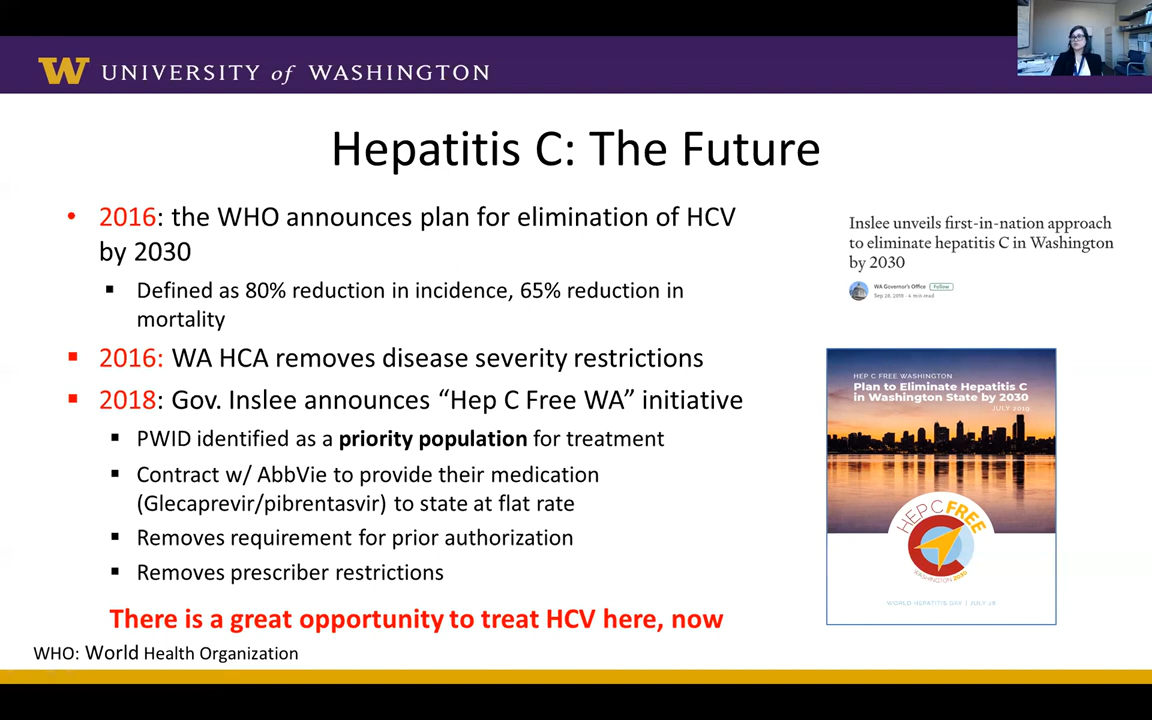 W UNIVERSITY of WASHINGTON
Hepatitis C: The Future
• 2016: the WHO announces plan for elimination of HCV
by 2030
▪ Defined as 80% reduction in incidence, 65% reduction in
mortality
▪ 2016: WA HCA removes disease severity restrictions
▪ 2018: Gov. Inslee announces “Hep C Free WA” initiative
▪ PWID identified as a priority population for treatment
▪ Contract w/ AbbVie to provide their medication
(Glecaprevir/pibrentasvir) to state at flat rate
▪ Removes requirement for prior authorization
▪ Removes prescriber restrictions
There is a great opportunity to treat HCV here, now
WHO: World Health Organization
Inslee unveils first-in-nation approach
to eliminate hepatitis C in Washington
by 2030
WA Governor's Office Follow
Sep 28, 2018 · 4 min read
HEP C FREE WASHINGTON
Plan to Eliminate Hepatitis C
in Washington State by 2030
JULY 2019
HEP C FREE
WASHINGTON 2030
WORLD HEPATITIS DAY | JULY 28